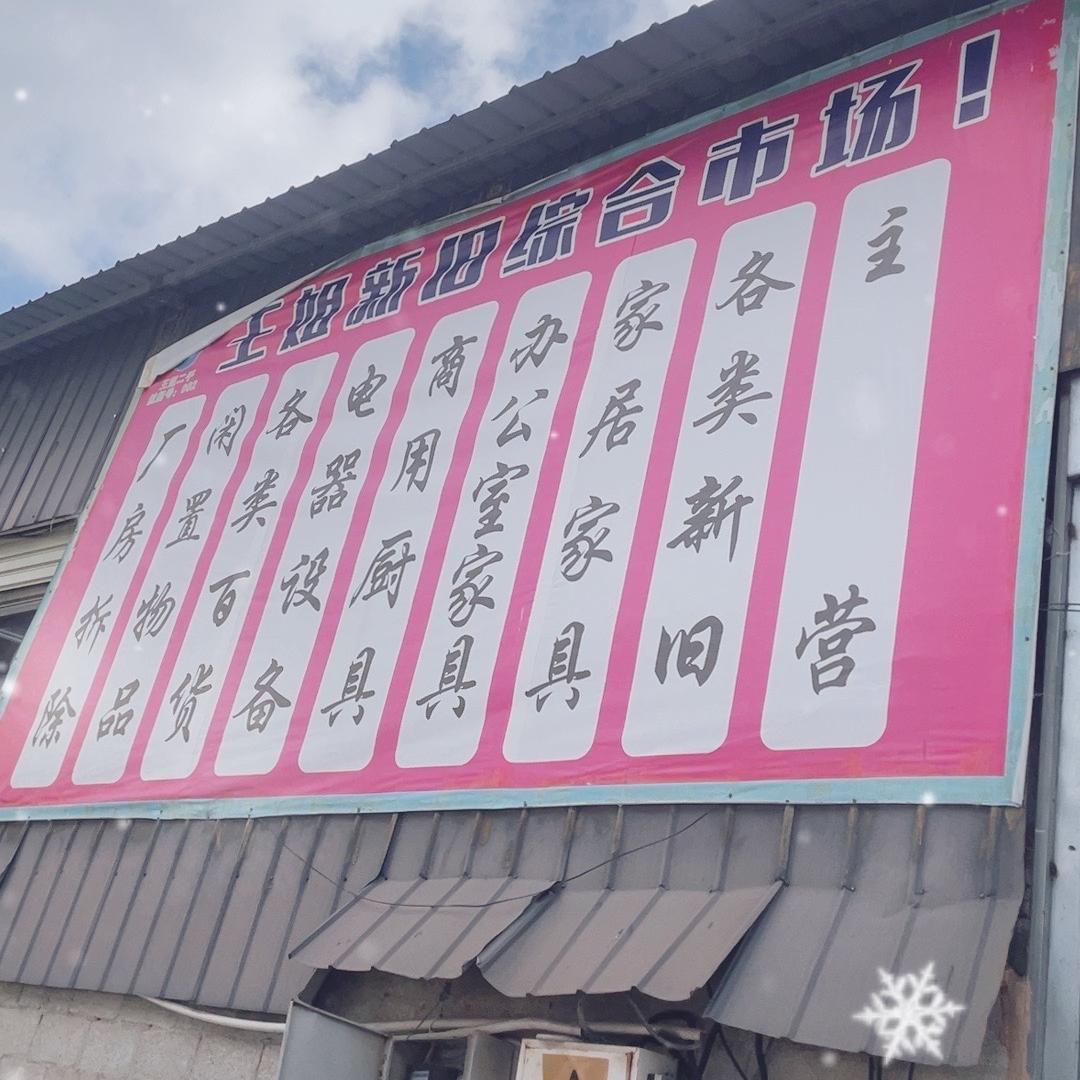 王姐新旧综合市场!
主营
各类新旧
家居家具
办公室家具
商用厨具
电器设备
各类百货
闲置物品
厂房拆除